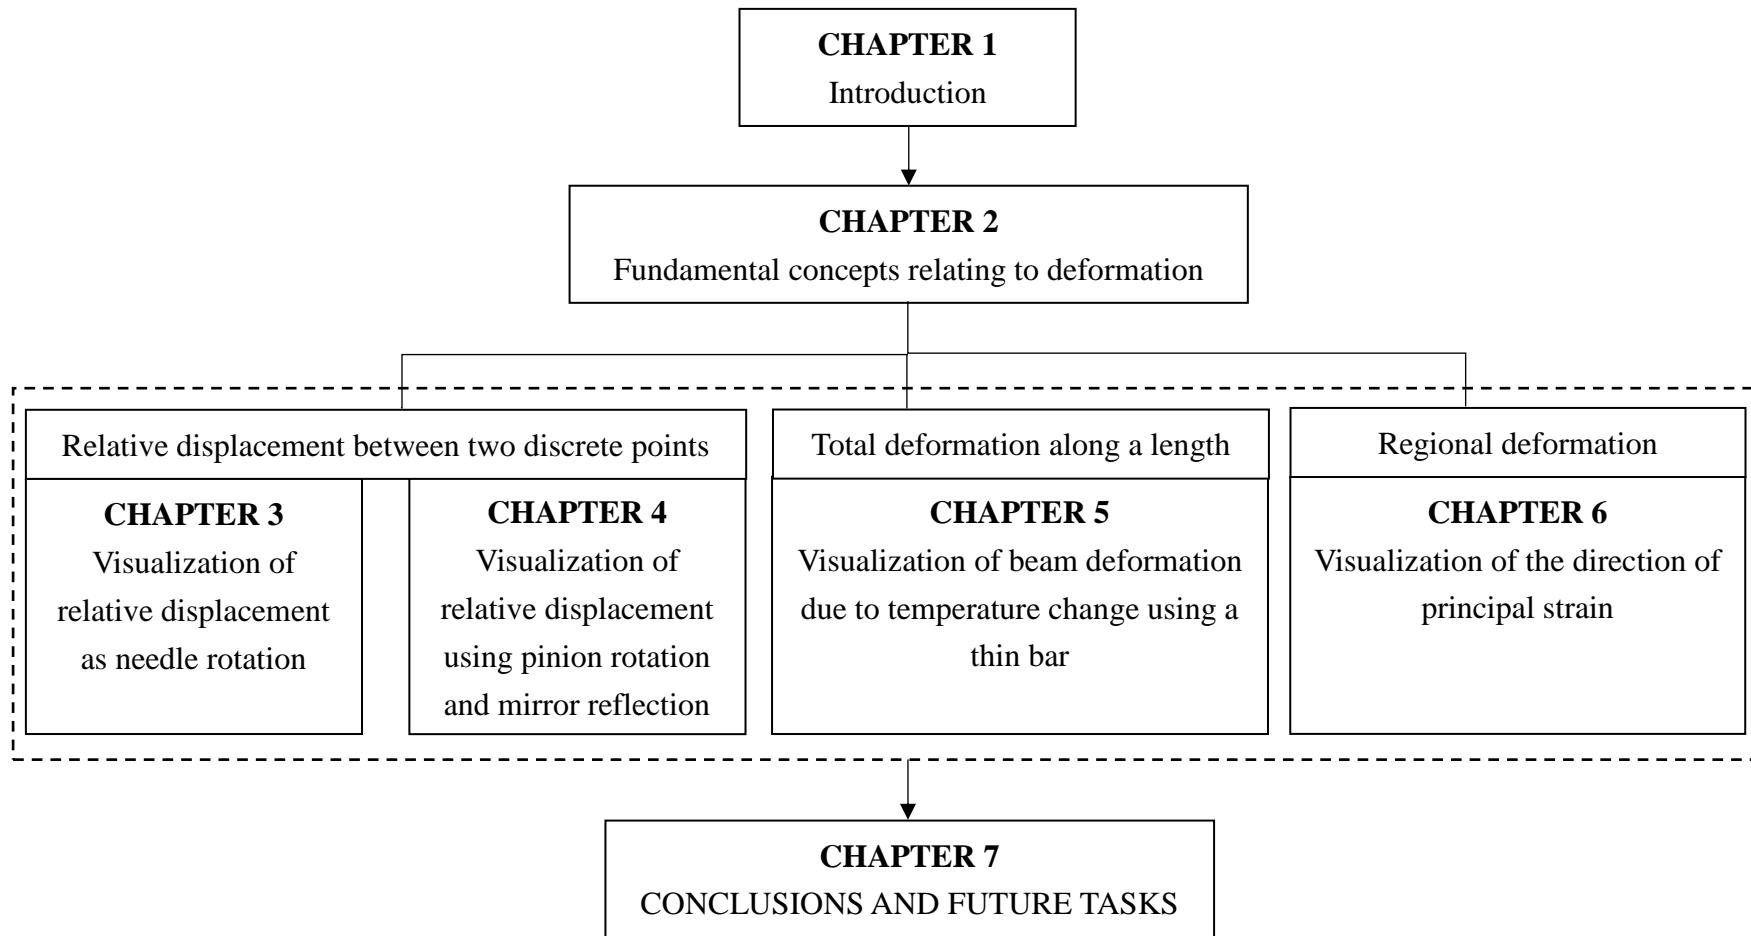 CHAPTER 1
Introduction
CHAPTER 2
Fundamental concepts relating to deformation
Relative displacement between two discrete points
CHAPTER 3
Visualization of
relative displacement
as needle rotation
CHAPTER 4
Visualization of
relative displacement
using pinion rotation
and mirror reflection
Total deformation along a length
CHAPTER 5
Visualization of beam deformation
due to temperature change using a
thin bar
Regional deformation
CHAPTER 6
Visualization of the direction of
principal strain
CHAPTER 7
CONCLUSIONS AND FUTURE TASKS